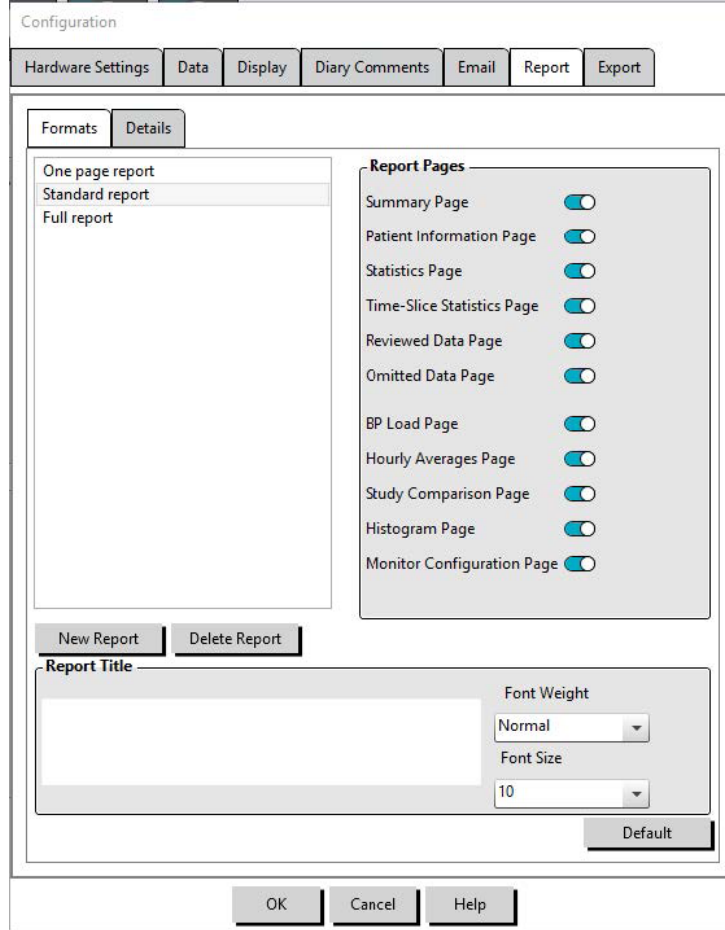 Configuration
Hardware Settings Data Display Diary Comments Email Report Export
Formats Details
One page report
Standard report
Full report
Report Pages
Summary Page
Patient Information Page
Statistics Page
Time-Slice Statistics Page
Reviewed Data Page
Omitted Data Page
BP Load Page
Hourly Averages Page
Study Comparison Page
Histogram Page
Monitor Configuration Page
New Report Delete Report
Report Title
Font Weight
Normal
Font Size
10
Default
OK Cancel Help